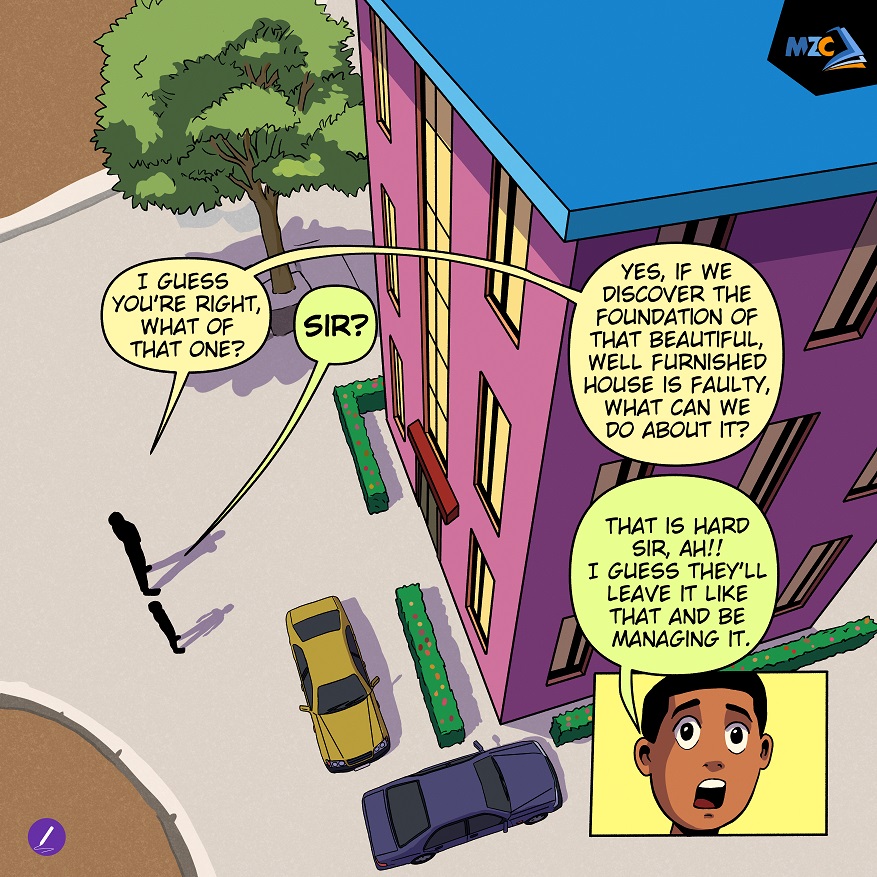 MZC
I GUESS
YOU'RE RIGHT,
WHAT OF
THAT ONE?
SIR?
YES, IF WE
DISCOVER THE
FOUNDATION OF
THAT BEAUTIFUL,
WELL FURNISHED
HOUSE IS FAULTY,
WHAT CAN WE
DO ABOUT IT?
THAT IS HARD
SIR, AH!!
I GUESS THEY'LL
LEAVE IT LIKE
THAT AND BE
MANAGING IT.